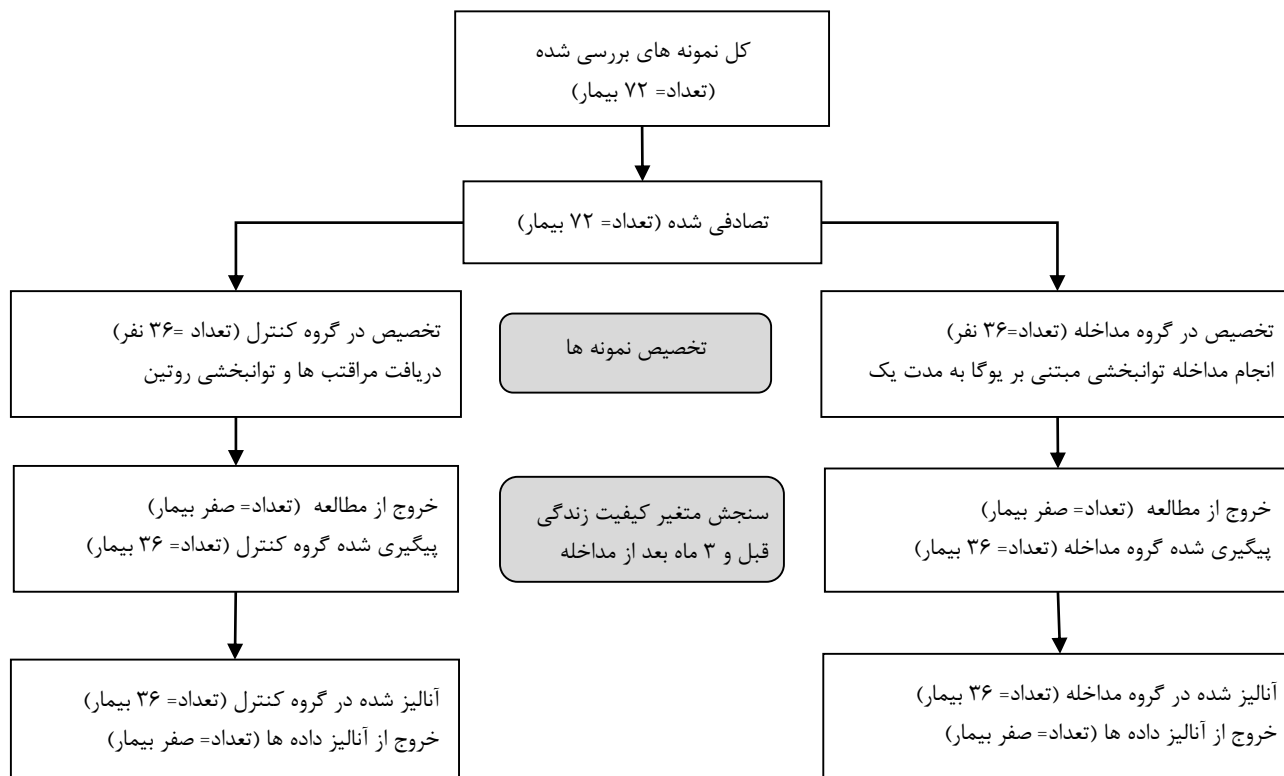 کل نمونه های بررسی شده
(تعداد= ۷۲ بیمار)
تصادفی شده (تعداد= ۷۲ بیمار)
تخصیص در گروه مداخله (تعداد=۳۶ نفر)
انجام مداخله توانبخشی مبتنی بر یوگا به مدت یک
تخصیص نمونه ها
تخصیص در گروه کنترل (تعداد =۳۶ نفر)
دریافت مراقتب ها و توانبخشی روتین
خروج از مطالعه (تعداد= صفر بیمار)
پیگیری شده گروه مداخله (تعداد= ۳۶ بیمار)
سنجش متغیر کیفیت زندگی
قبل و ۳ ماه بعد از مداخله
خروج از مطالعه (تعداد= صفر بیمار)
پیگیری شده گروه کنترل (تعداد= ۳۶ بیمار)
آنالیز شده در گروه مداخله (تعداد= ۳۶ بیمار)
خروج از آنالیز داده ها (تعداد= صفر بیمار)
آنالیز شده در گروه کنترل (تعداد= ۳۶ بیمار)
خروج از آنالیز داده ها (تعداد= صفر بیمار)